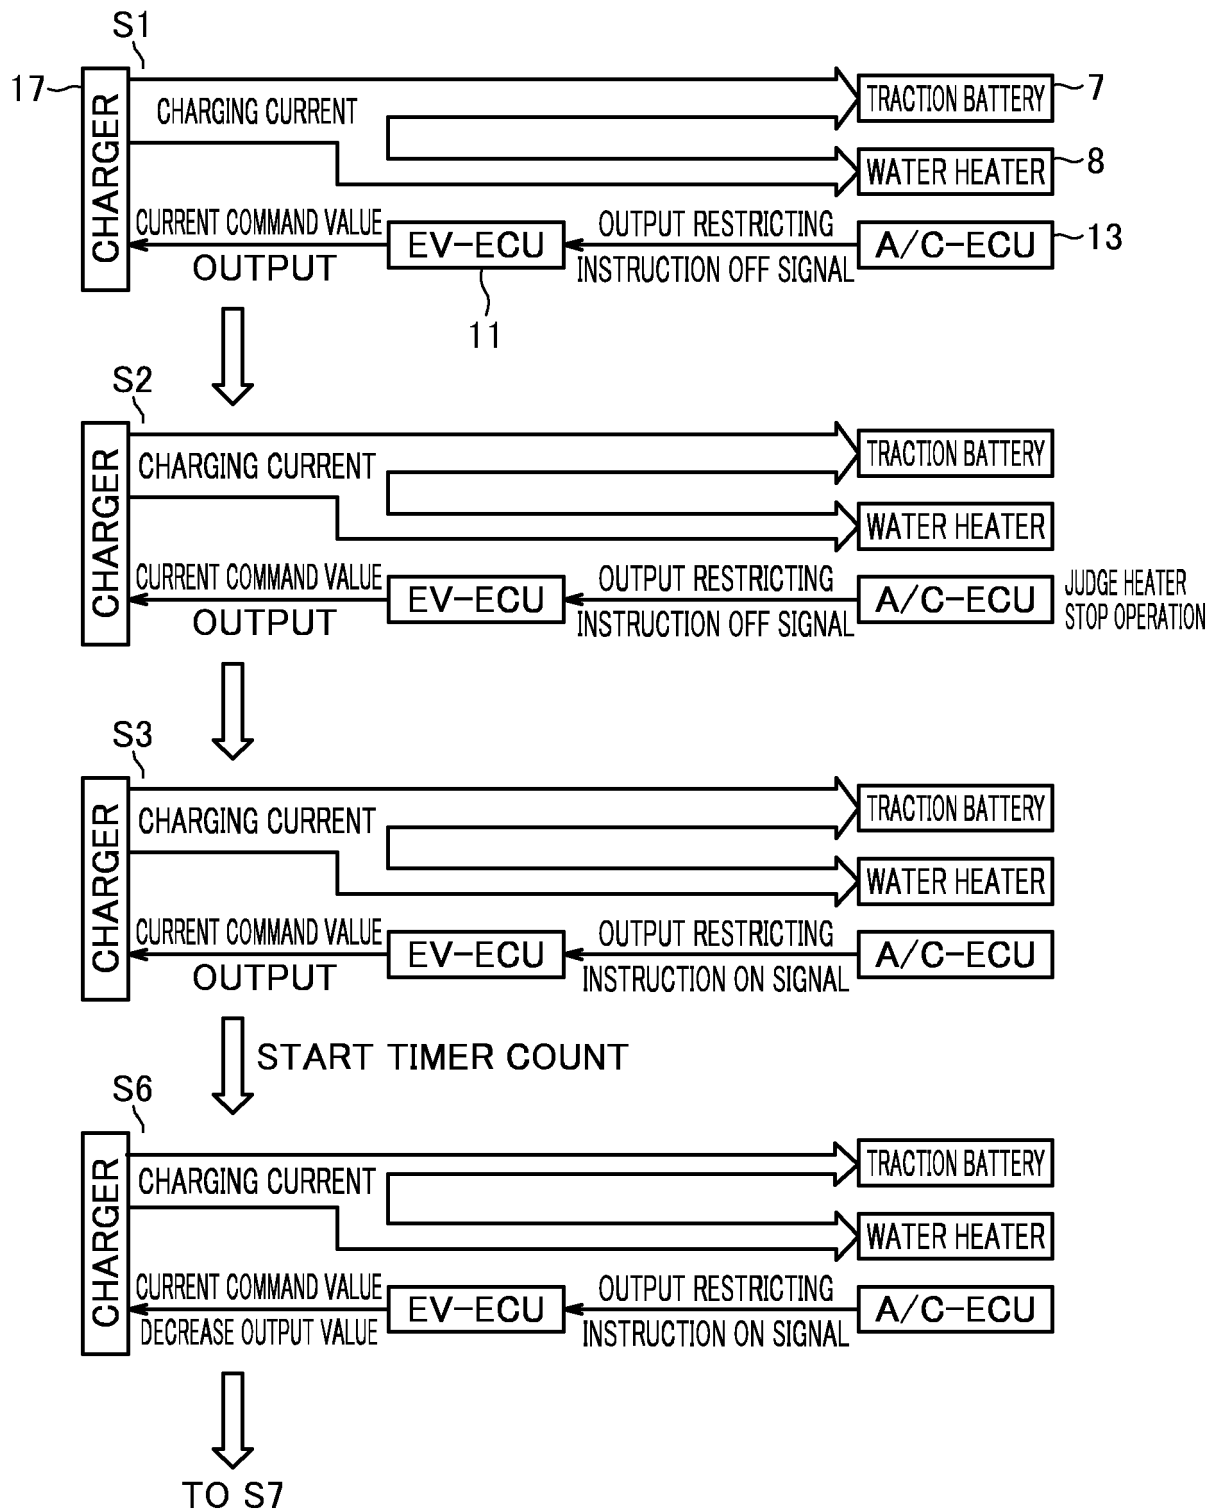 S1
17
CHARGER
CHARGING CURRENT
TRACTION BATTERY
7
WATER HEATER
8
CURRENT COMMAND VALUE
OUTPUT
EV-ECU
11
OUTPUT RESTRICTING
INSTRUCTION OFF SIGNAL
A/C-ECU
13
S2
CHARGER
CHARGING CURRENT
TRACTION BATTERY
WATER HEATER
CURRENT COMMAND VALUE
OUTPUT
EV-ECU
OUTPUT RESTRICTING
INSTRUCTION OFF SIGNAL
A/C-ECU
JUDGE HEATER
STOP OPERATION
S3
CHARGER
CHARGING CURRENT
TRACTION BATTERY
WATER HEATER
CURRENT COMMAND VALUE
OUTPUT
EV-ECU
OUTPUT RESTRICTING
INSTRUCTION ON SIGNAL
A/C-ECU
START TIMER COUNT
S6
CHARGER
CHARGING CURRENT
TRACTION BATTERY
WATER HEATER
CURRENT COMMAND VALUE
DECREASE OUTPUT VALUE
EV-ECU
OUTPUT RESTRICTING
INSTRUCTION ON SIGNAL
A/C-ECU
TO S7